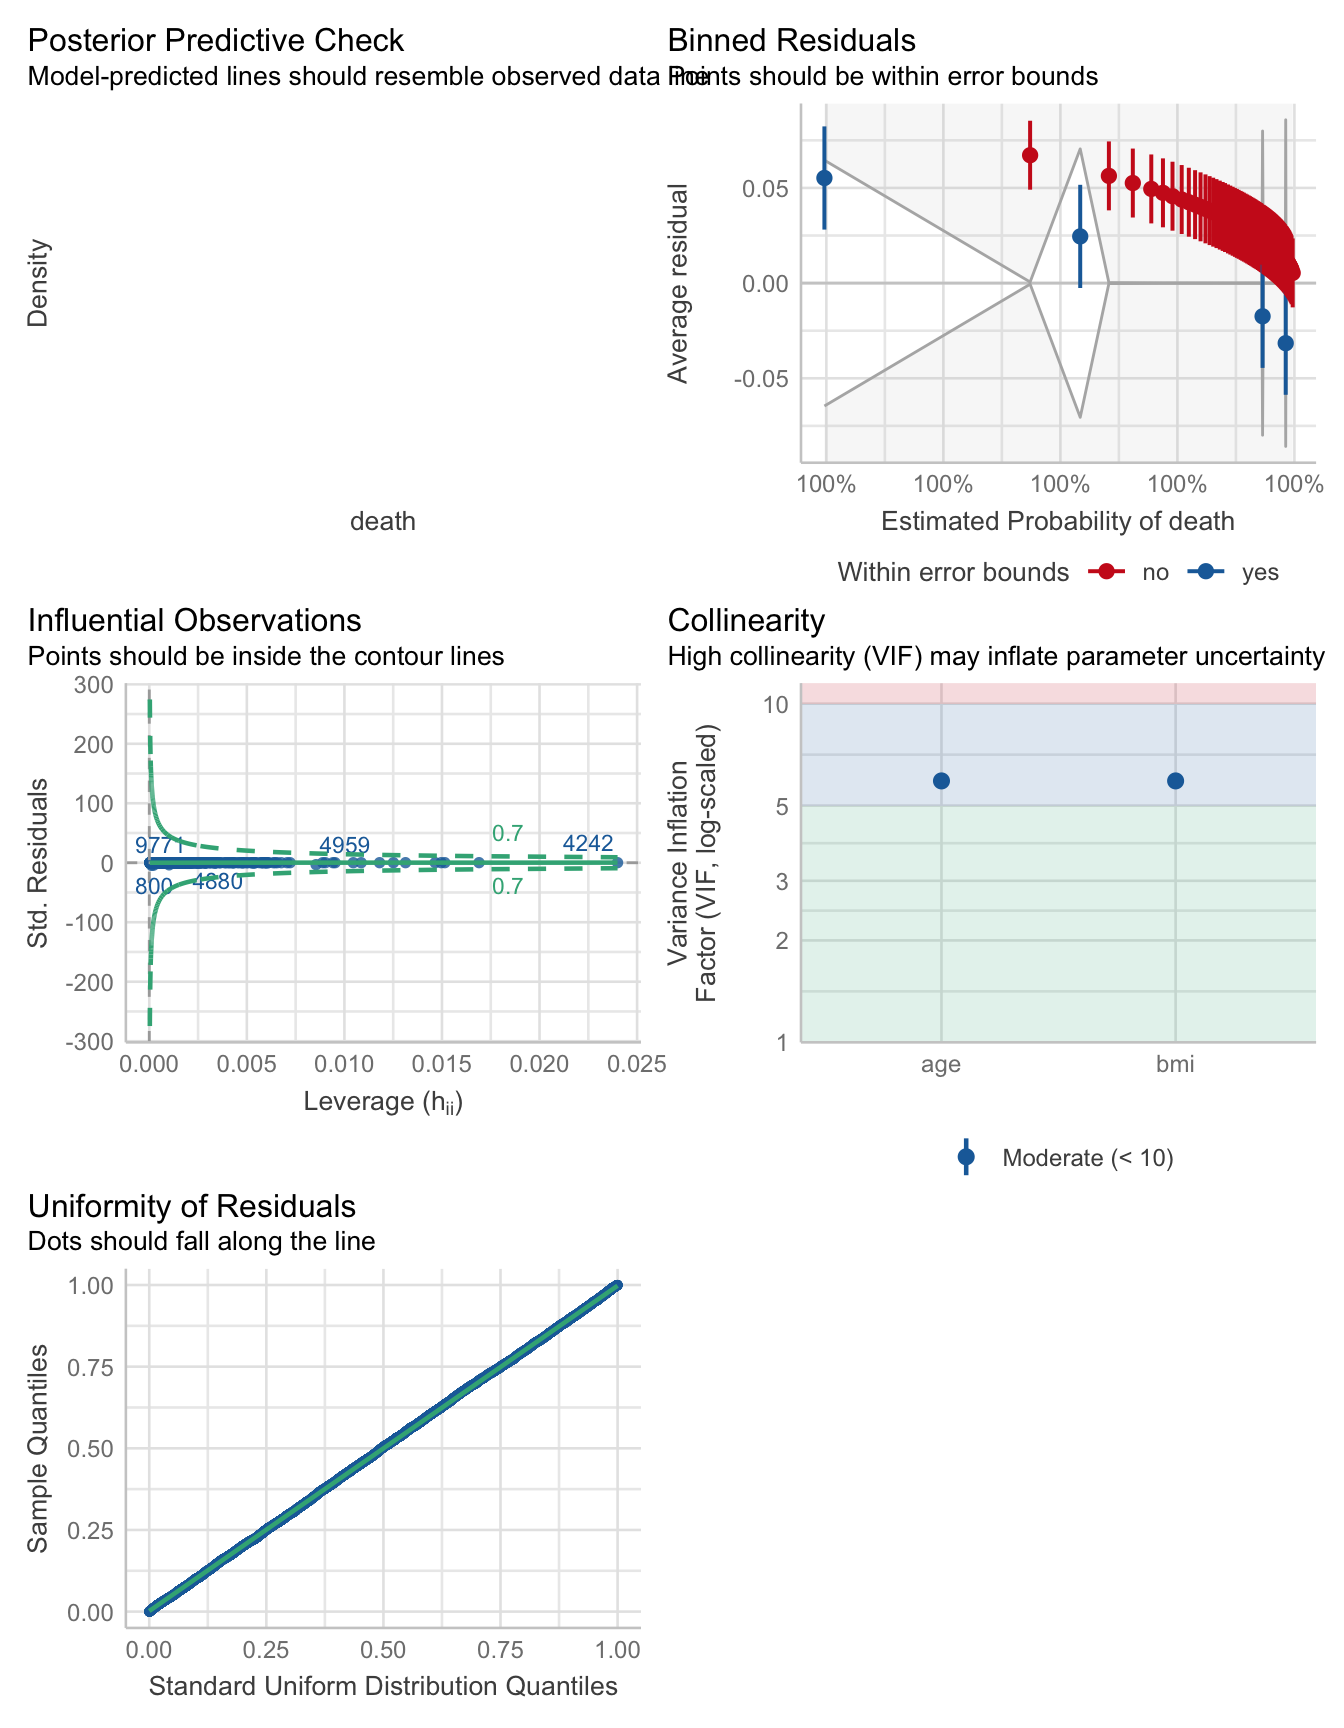 Posterior Predictive Check
Model-predicted lines should resemble observed data line
Density
death
Binned Residuals
Points should be within error bounds
Average residual
0.05
0.00
-0.05
100% 100% 100% 100% 100%
Estimated Probability of death
Within error bounds no yes
Influential Observations
Points should be inside the contour lines
Std. Residuals
300
200
100
0
-100
-200
-300
9771
4959
0.7
4242
800
4880
0.7
0.000 0.005 0.010 0.015 0.020 0.025
Leverage (hii)
Collinearity
High collinearity (VIF) may inflate parameter uncertainty
Variance Inflation
Factor (VIF, log-scaled)
10
5
3
2
1
age bmi
Moderate (< 10)
Uniformity of Residuals
Dots should fall along the line
Sample Quantiles
1.00
0.75
0.50
0.25
0.00
0.00 0.25 0.50 0.75 1.00
Standard Uniform Distribution Quantiles